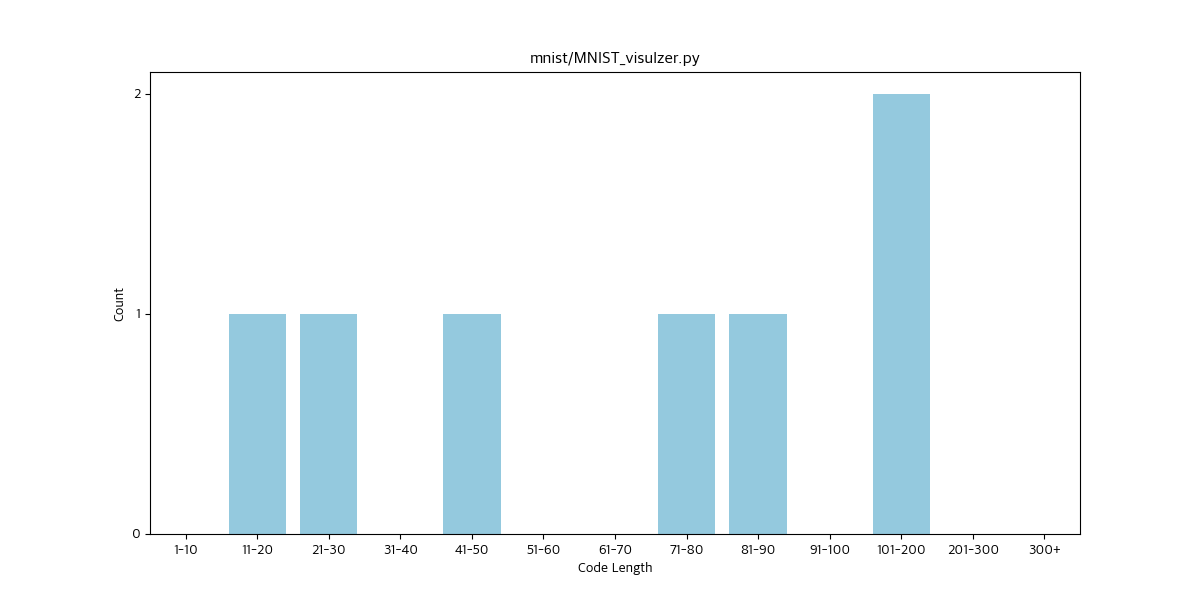 mnist/MNIST_visulzer.py
Count
2
1
0
1-10 11-20 21-30 31-40 41-50 51-60 61-70 71-80 81-90 91-100 101-200 201-300 300+
Code Length